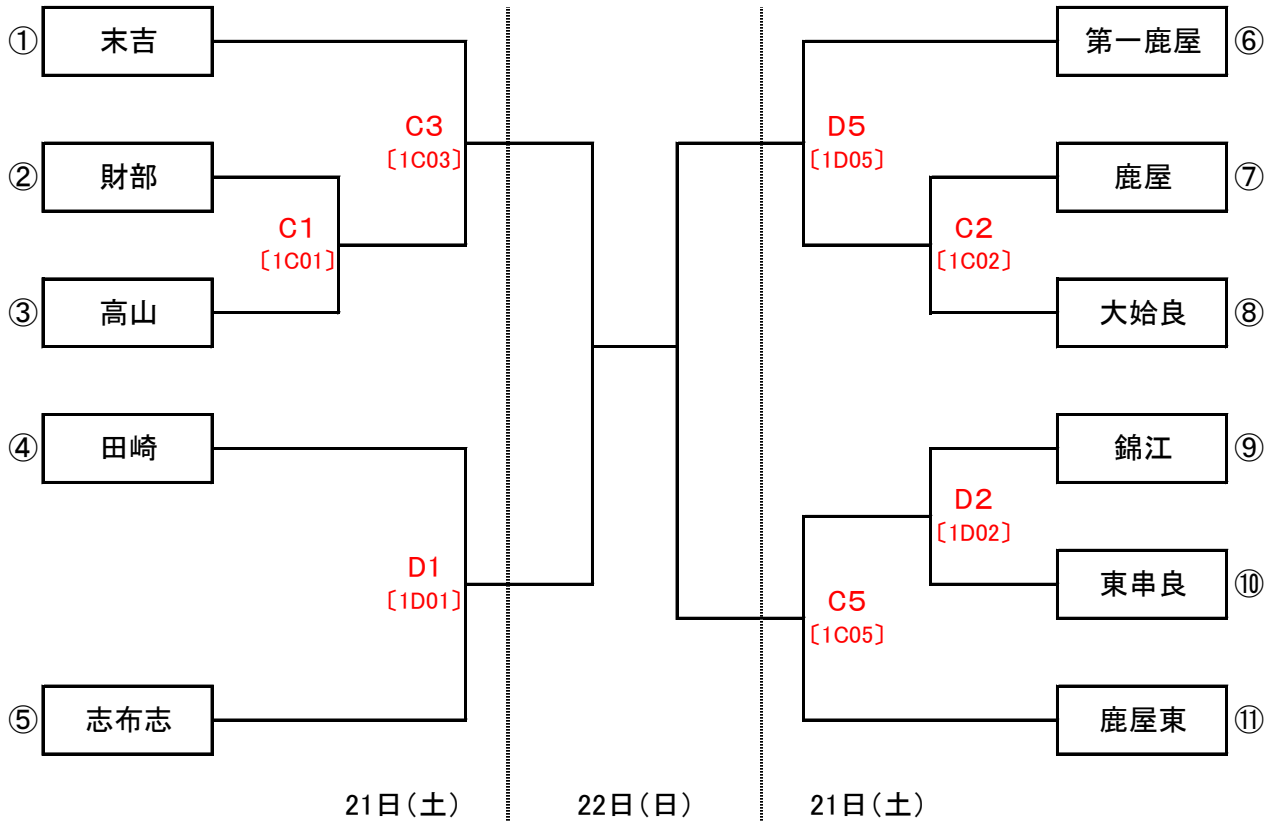 ① 末吉
② 財部
③ 高山
④ 田崎
⑤ 志布志
C3
〔1C03〕
C1
〔1C01〕
D1
〔1D01〕
第一鹿屋 ⑥
鹿屋 ⑦
大姶良 ⑧
錦江 ⑨
東串良 ⑩
鹿屋東 ⑪
D5
〔1D05〕
C2
〔1C02〕
D2
〔1D02〕
C5
〔1C05〕
21日(土) 22日(日) 21日(土)